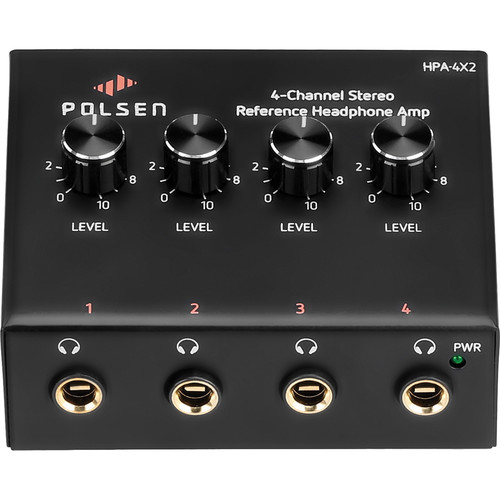 HPA-4X2
POLSEN
4-Channel Stereo
Reference Headphone Amp
2 8 2 8 2 8 2 8
0 10 0 10 0 10 0 10
LEVEL LEVEL LEVEL LEVEL
1 2 3 4
PWR